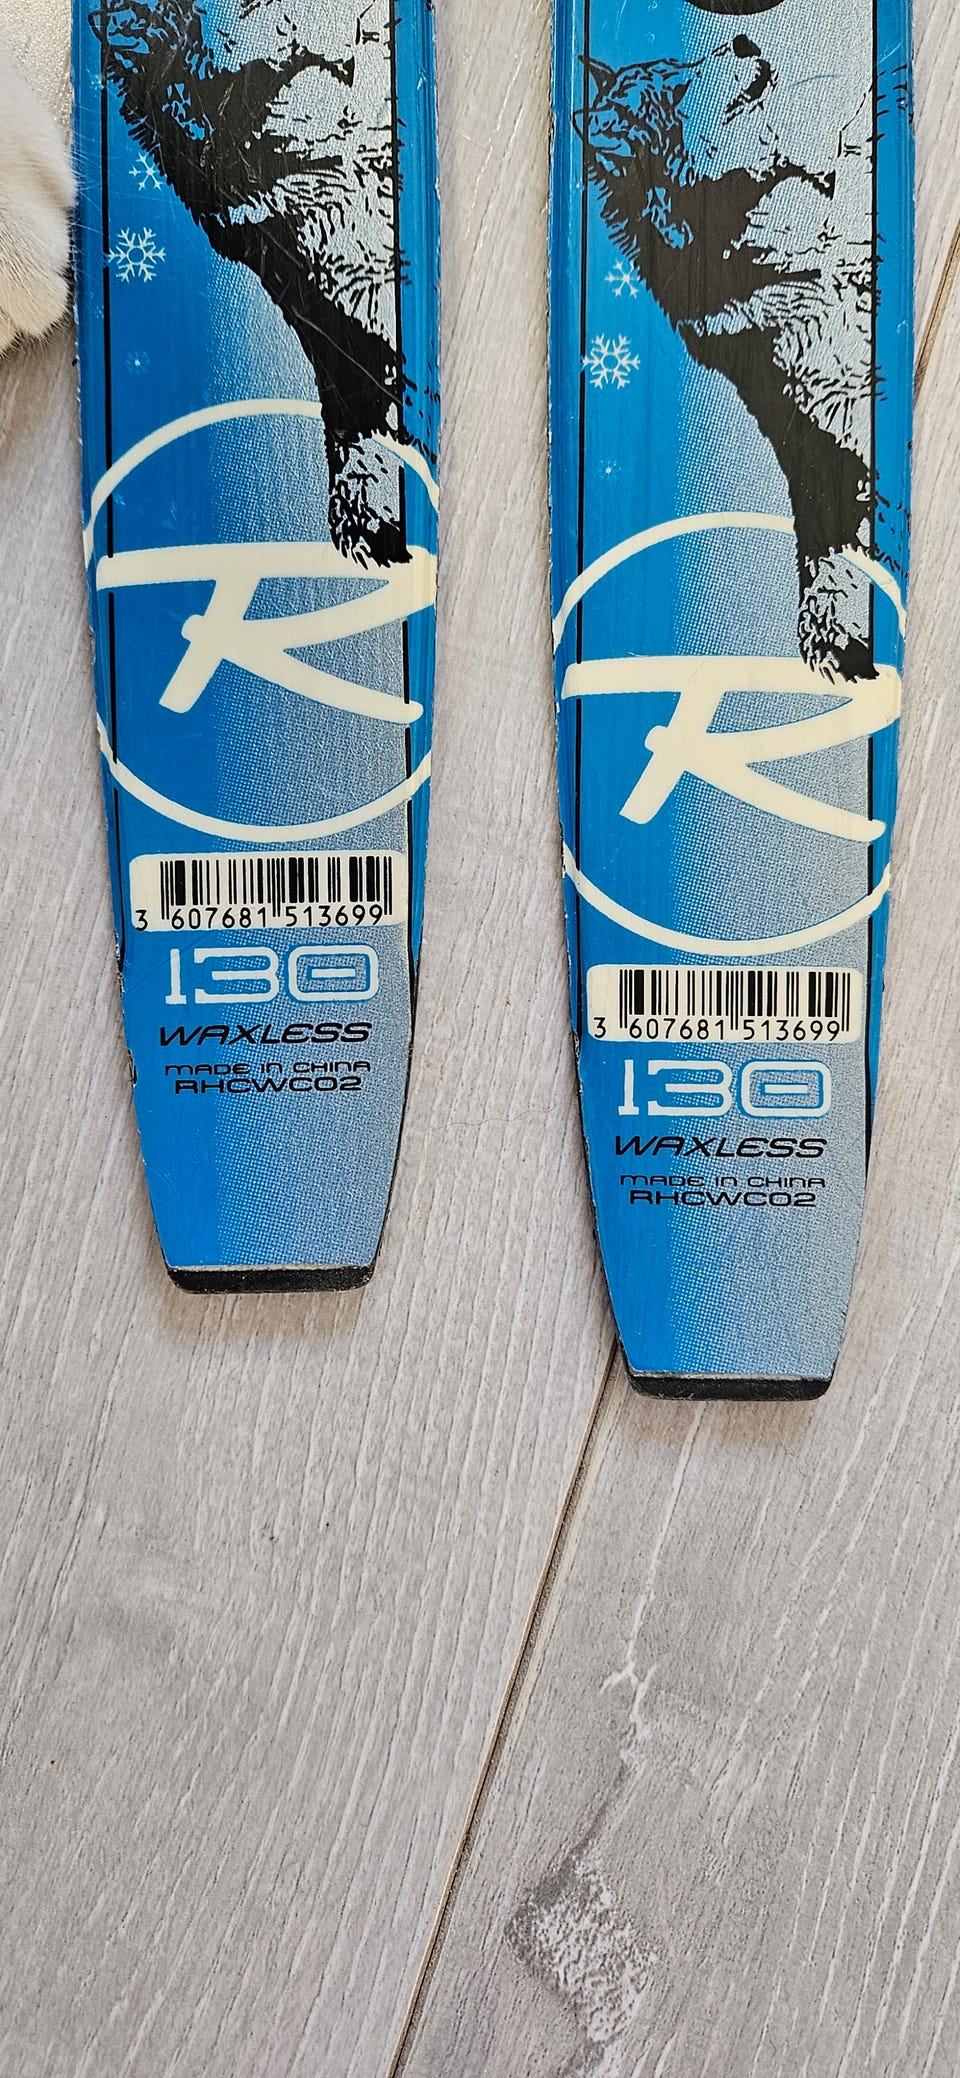 R
3 607681 513699
130
WAXLESS
MADE IN CHINA
RHCWC02
R
3 607681 513699
130
WAXLESS
MADE IN CHINA
RHCWC02